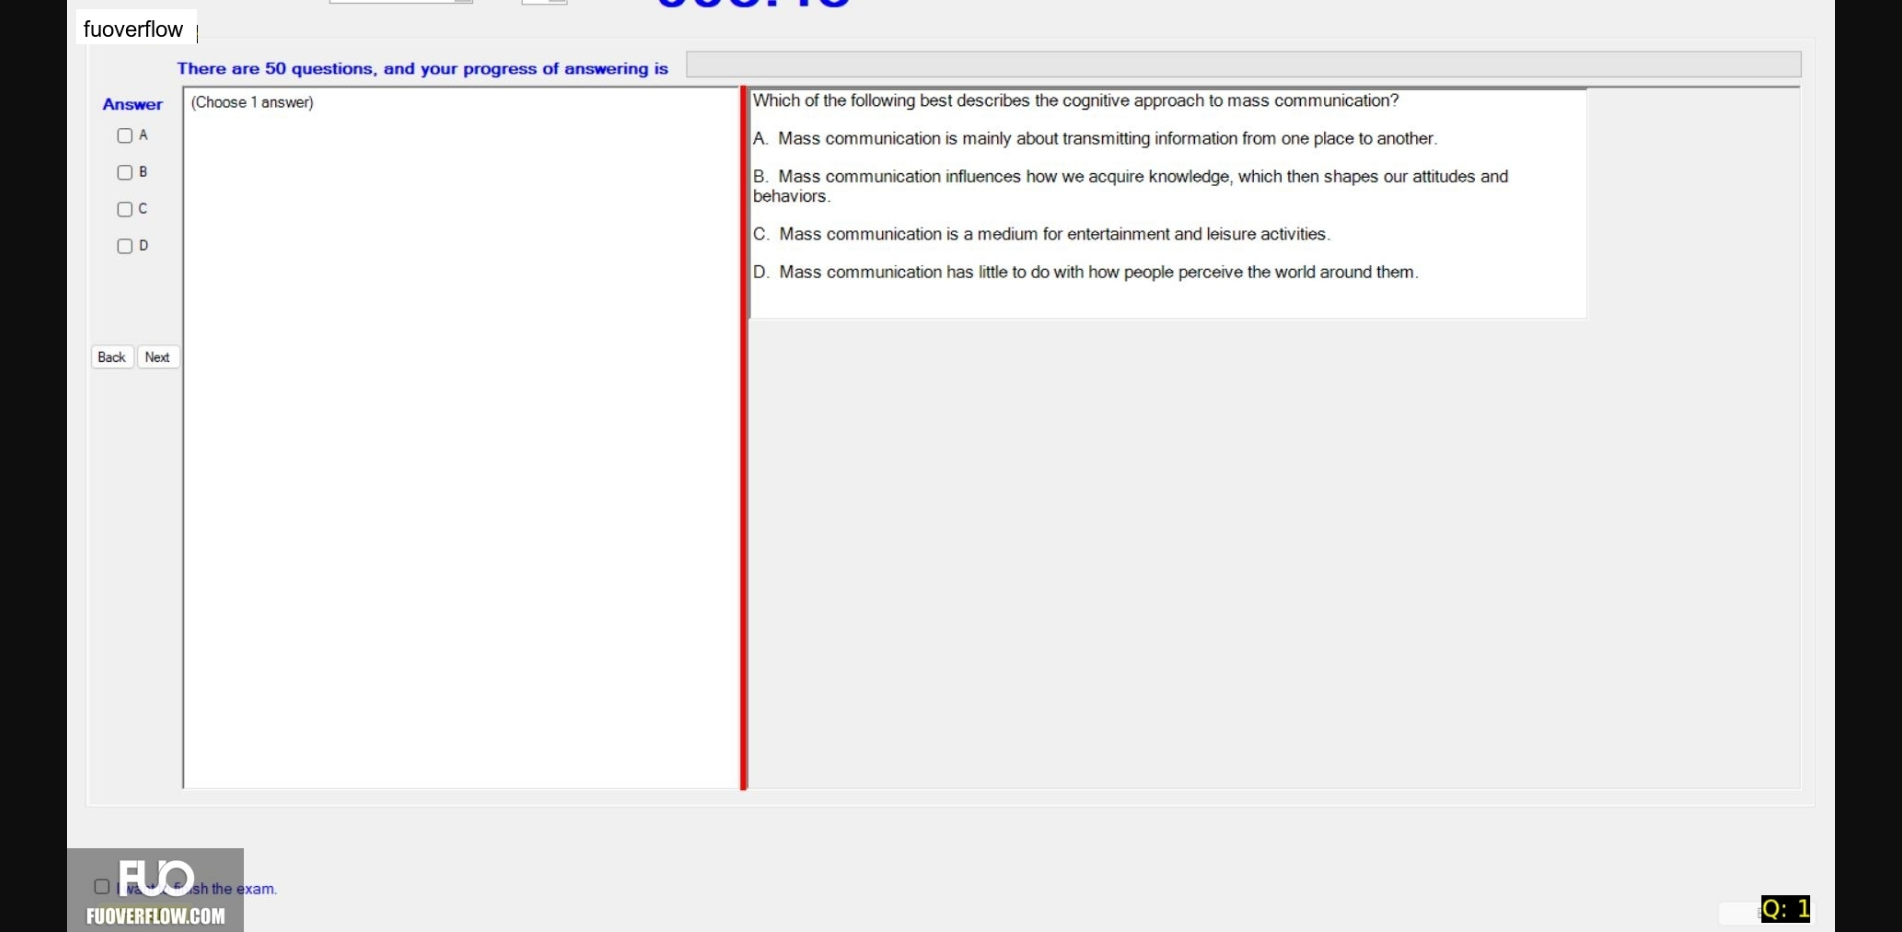 fuoverflow
There are 50 questions, and your progress of answering is
Answer
(Choose 1 answer)
A
B
C
D
Back Next
Which of the following best describes the cognitive approach to mass communication?
A. Mass communication is mainly about transmitting information from one place to another.
B. Mass communication influences how we acquire knowledge, which then shapes our attitudes and
behaviors.
C. Mass communication is a medium for entertainment and leisure activities.
D. Mass communication has little to do with how people perceive the world around them.
FUO
the exam.
FUOVERFLOW.COM
Q: 1